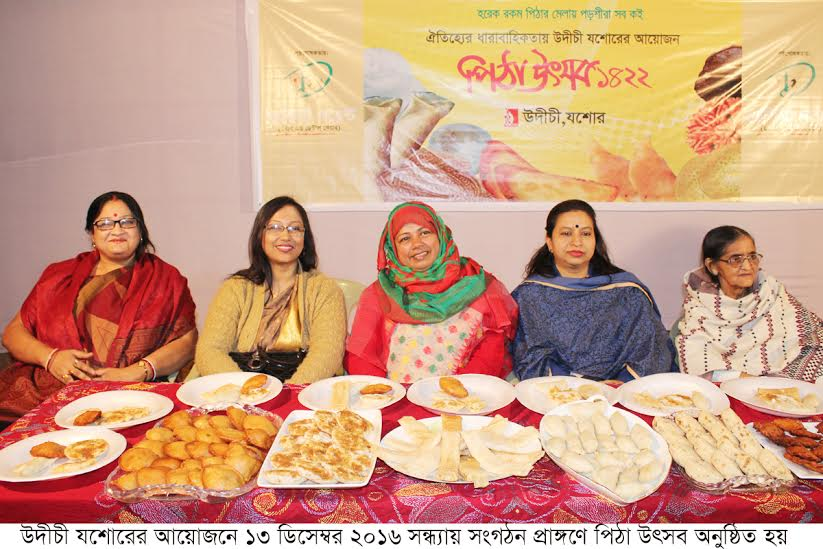 হরেক রকম পিঠার মেলায় পড়শীরা সব কই
ঐতিহ্যের ধারাবাহিকতায় উদীচী যশোরের আয়োজন
পিঠা উৎসব ১৪২২
উদীচী, যশোর
উদীচী যশোরের আয়োজনে ১৩ ডিসেম্বর ২০১৬ সন্ধ্যায় সংগঠন প্রাঙ্গণে পিঠা উৎসব অনুষ্ঠিত হয়